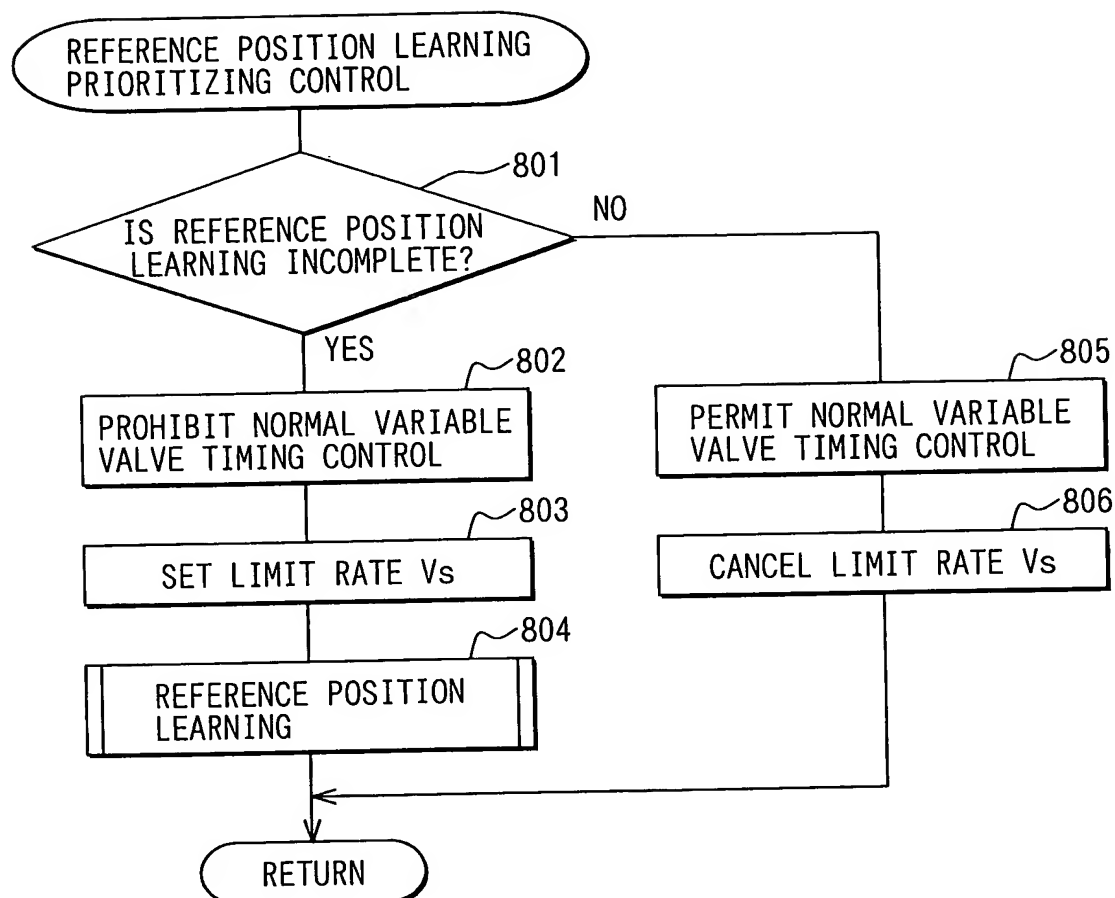 REFERENCE POSITION LEARNING
PRIORITIZING CONTROL
801
IS REFERENCE POSITION
LEARNING INCOMPLETE?
NO
YES
802
PROHIBIT NORMAL VARIABLE
VALVE TIMING CONTROL
803
SET LIMIT RATE Vs
804
REFERENCE POSITION
LEARNING
805
PERMIT NORMAL VARIABLE
VALVE TIMING CONTROL
806
CANCEL LIMIT RATE Vs
RETURN